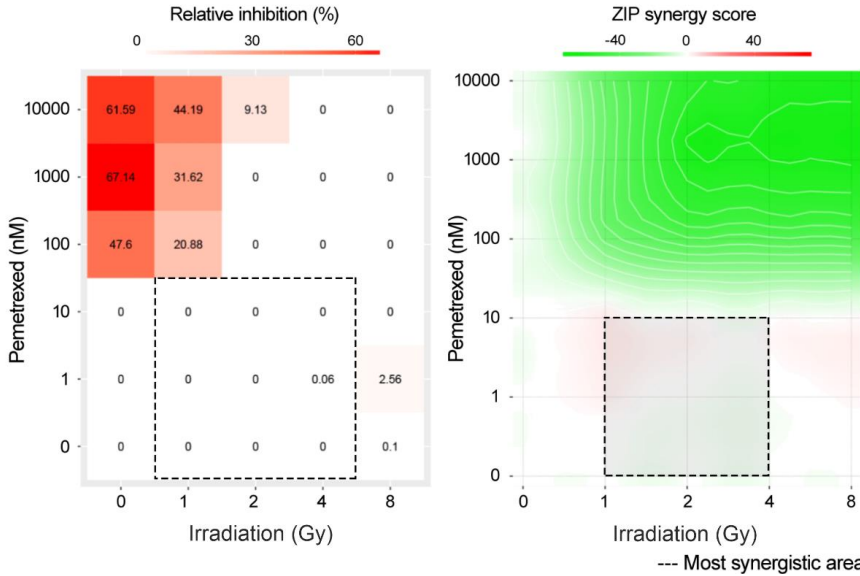 Relative inhibition (%)
0 30 60
Pemetrexed (nM)
10000 61.59 44.19 9.13 0 0
1000 67.14 31.62 0 0 0
100 47.6 20.88 0 0 0
10 0 0 0 0 0
1 0 0 0 0.06 2.56
0 0 0 0 0 0.1
0 1 2 4 8
Irradiation (Gy)
ZIP synergy score
-40 0 40
Pemetrexed (nM)
10000
1000
100
10
1
0
0 1 2 4 8
Irradiation (Gy)
--- Most synergistic area